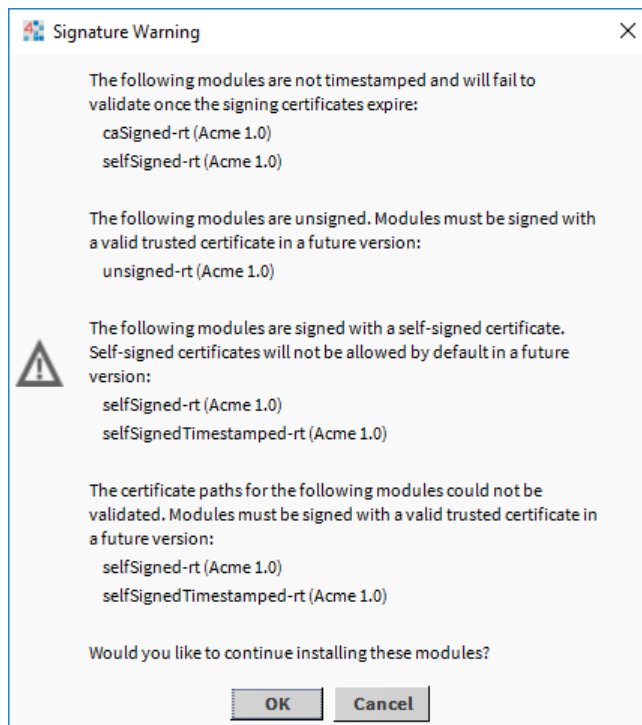 Signature Warning
The following modules are not timestamped and will fail to
validate once the signing certificates expire:
caSigned-rt (Acme 1.0)
selfSigned-rt (Acme 1.0)
The following modules are unsigned. Modules must be signed with
a valid trusted certificate in a future version:
unsigned-rt (Acme 1.0)
The following modules are signed with a self-signed certificate.
Self-signed certificates will not be allowed by default in a future
version:
selfSigned-rt (Acme 1.0)
selfSignedTimestamped-rt (Acme 1.0)
The certificate paths for the following modules could not be
validated. Modules must be signed with a valid trusted certificate in
a future version:
selfSigned-rt (Acme 1.0)
selfSignedTimestamped-rt (Acme 1.0)
Would you like to continue installing these modules?
OK Cancel